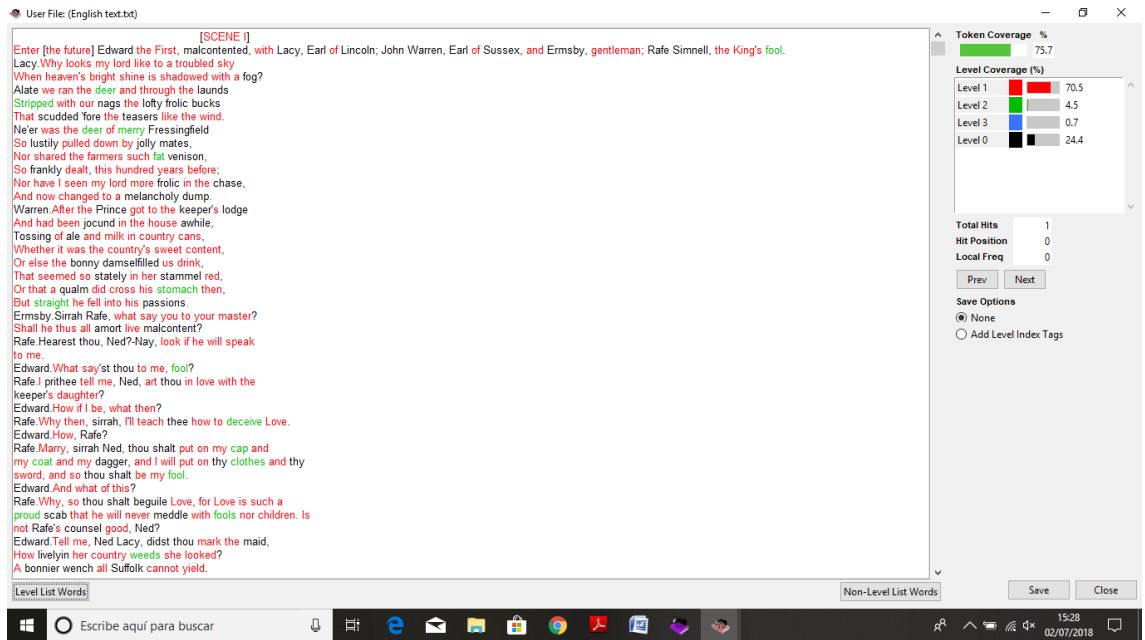 User File: (English text.txt)
[SCENE I]
Enter [the future] Edward the First, malcontented, with Lacy, Earl of Lincoln; John Warren, Earl of Sussex, and Ermsby, gentleman; Rafe Simnell, the King's fool.
Lacy.Why looks my lord like to a troubled sky
When heaven's bright shine is shadowed with a fog?
Alate we ran the deer and through the launds
Stripped with our nags the lofty frolic bucks
That scudded 'fore the teasers like the wind.
Ne'er was the deer of merry Fressingfield
So lustily pulled down by jolly mates,
Nor shared the farmers such fat venison,
So frankly dealt, this hundred years before;
Nor have I seen my lord more frolic in the chase,
And now changed to a melancholy dump.
Warren.After the Prince got to the keeper's lodge
And had been jocund in the house awhile,
Tossing of ale and milk in country cans,
Whether it was the country's sweet content,
Or else the bonny damselfilled us drink,
That seemed so stately in her stammel red,
Or that a qualm did cross his stomach then,
But straight he fell into his passions.
Ermsby.Sirrah Rafe, what say you to your master?
Shall he thus all amort live malcontent?
Rafe.Hearest thou, Ned?-Nay, look if he will speak
to me.
Edward.What say'st thou to me, fool?
Rafe.I prithee tell me, Ned, art thou in love with the
keeper's daughter?
Edward.How if I be, what then?
Rafe.Why then, sirrah, I'll teach thee how to deceive Love.
Edward.How, Rafe?
Rafe.Marry, sirrah Ned, thou shalt put on my cap and
my coat and my dagger, and I will put on thy clothes and thy
sword, and so thou shalt be my fool.
Edward.And what of this?
Rafe.Why, so thou shalt beguile Love, for Love is such a
proud scab that he will never meddle with fools nor children. Is
not Rafe's counsel good, Ned?
Edward.Tell me, Ned Lacy, didst thou mark the maid,
How livelyin her country weeds she looked?
A bonnier wench all Suffolk cannot yield.
Level List Words
Non-Level List Words
Token Coverage %
75.7
Level Coverage (%)
Level 1 70.5
Level 2 4.5
Level 3 0.7
Level 0 24.4
Total Hits 1
Hit Position 0
Local Freq 0
Prev Next
Save Options
None
Add Level Index Tags
Save Close
Escribe aquí para buscar
15:28
02/07/2018